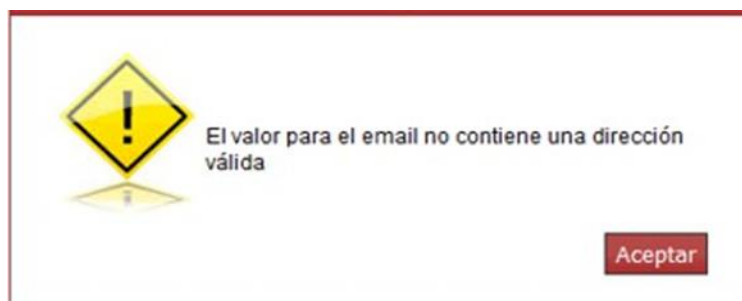 !
El valor para el email no contiene una dirección
válida
Aceptar